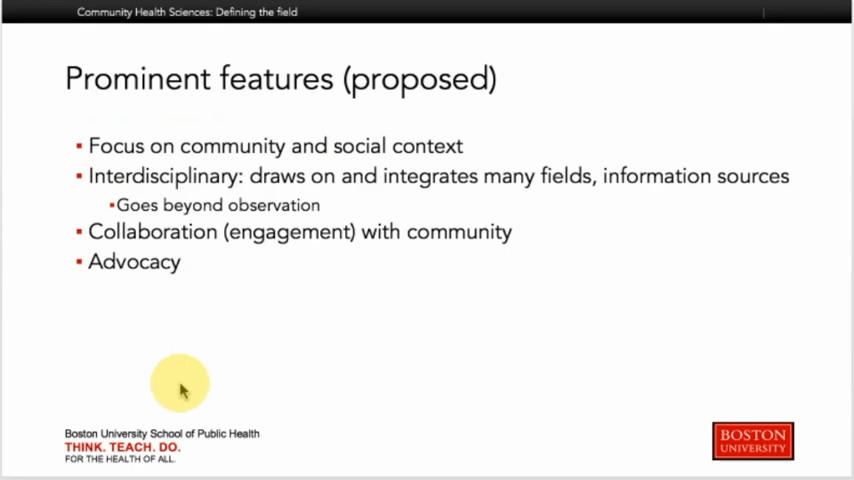 Community Health Sciences: Defining the field
Prominent features (proposed)
Focus on community and social context
Interdisciplinary: draws on and integrates many fields, information sources
Goes beyond observation
Collaboration (engagement) with community
Advocacy
Boston University School of Public Health
THINK. TEACH. DO.
FOR THE HEALTH OF ALL.
BOSTON
UNIVERSITY